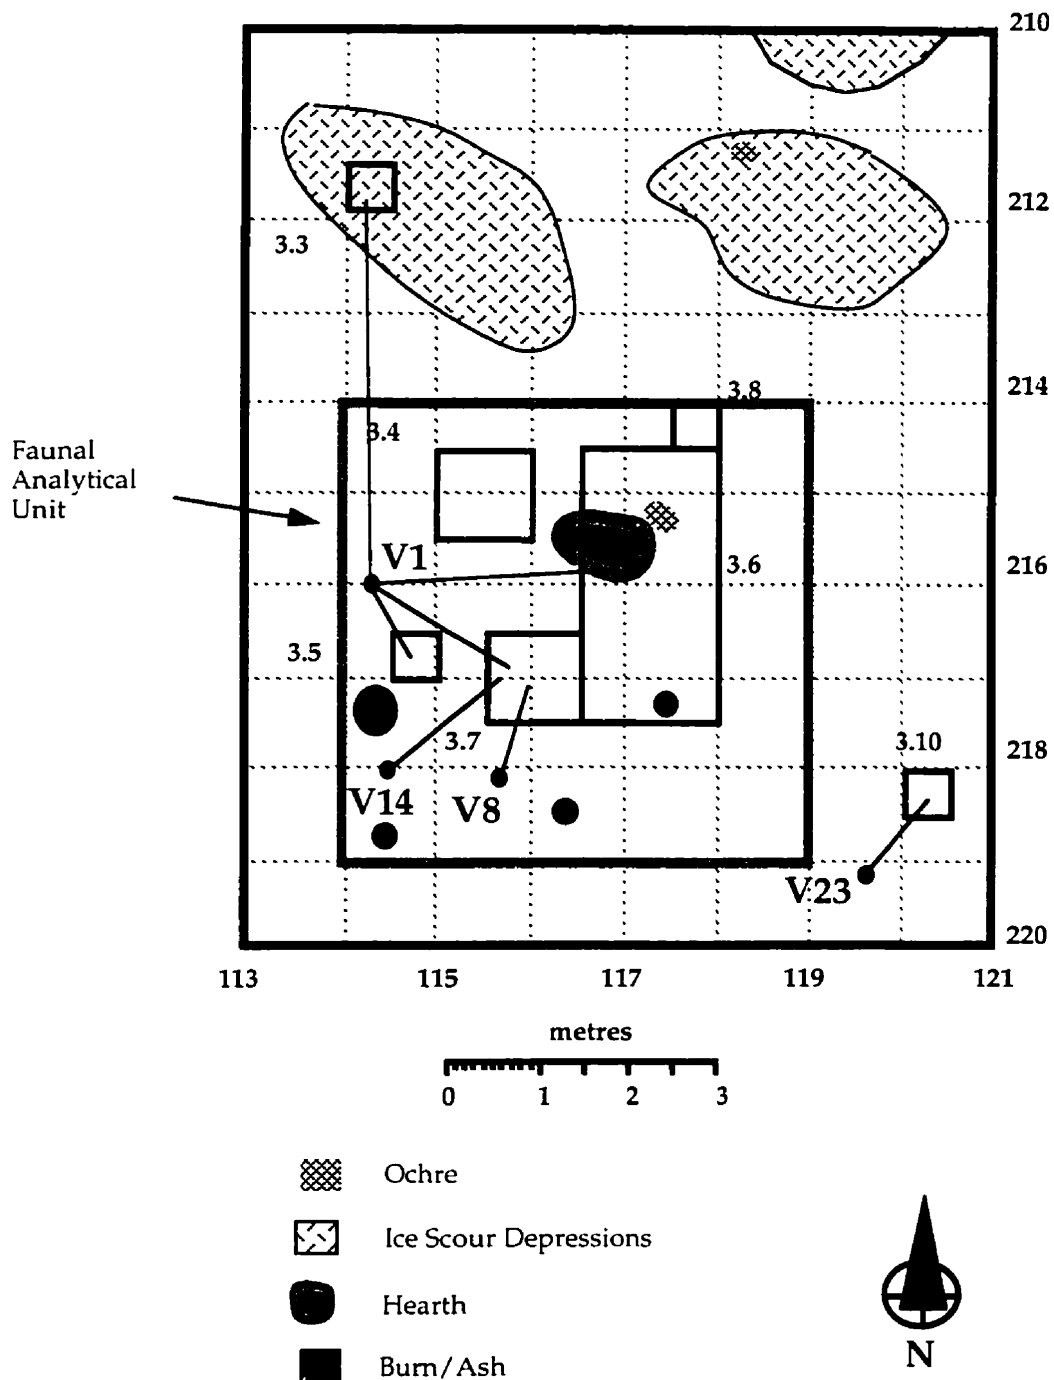 210
212
3.3
214
3.8
3.4
Faunal
Analytical
Unit
V1
3.6
216
3.5
3.7
3.10
218
V14
V8
V23
220
113
115
117
119
121
metres
0
1
2
3
Ochre
Ice Scour Depressions
Hearth
Burn/Ash
N